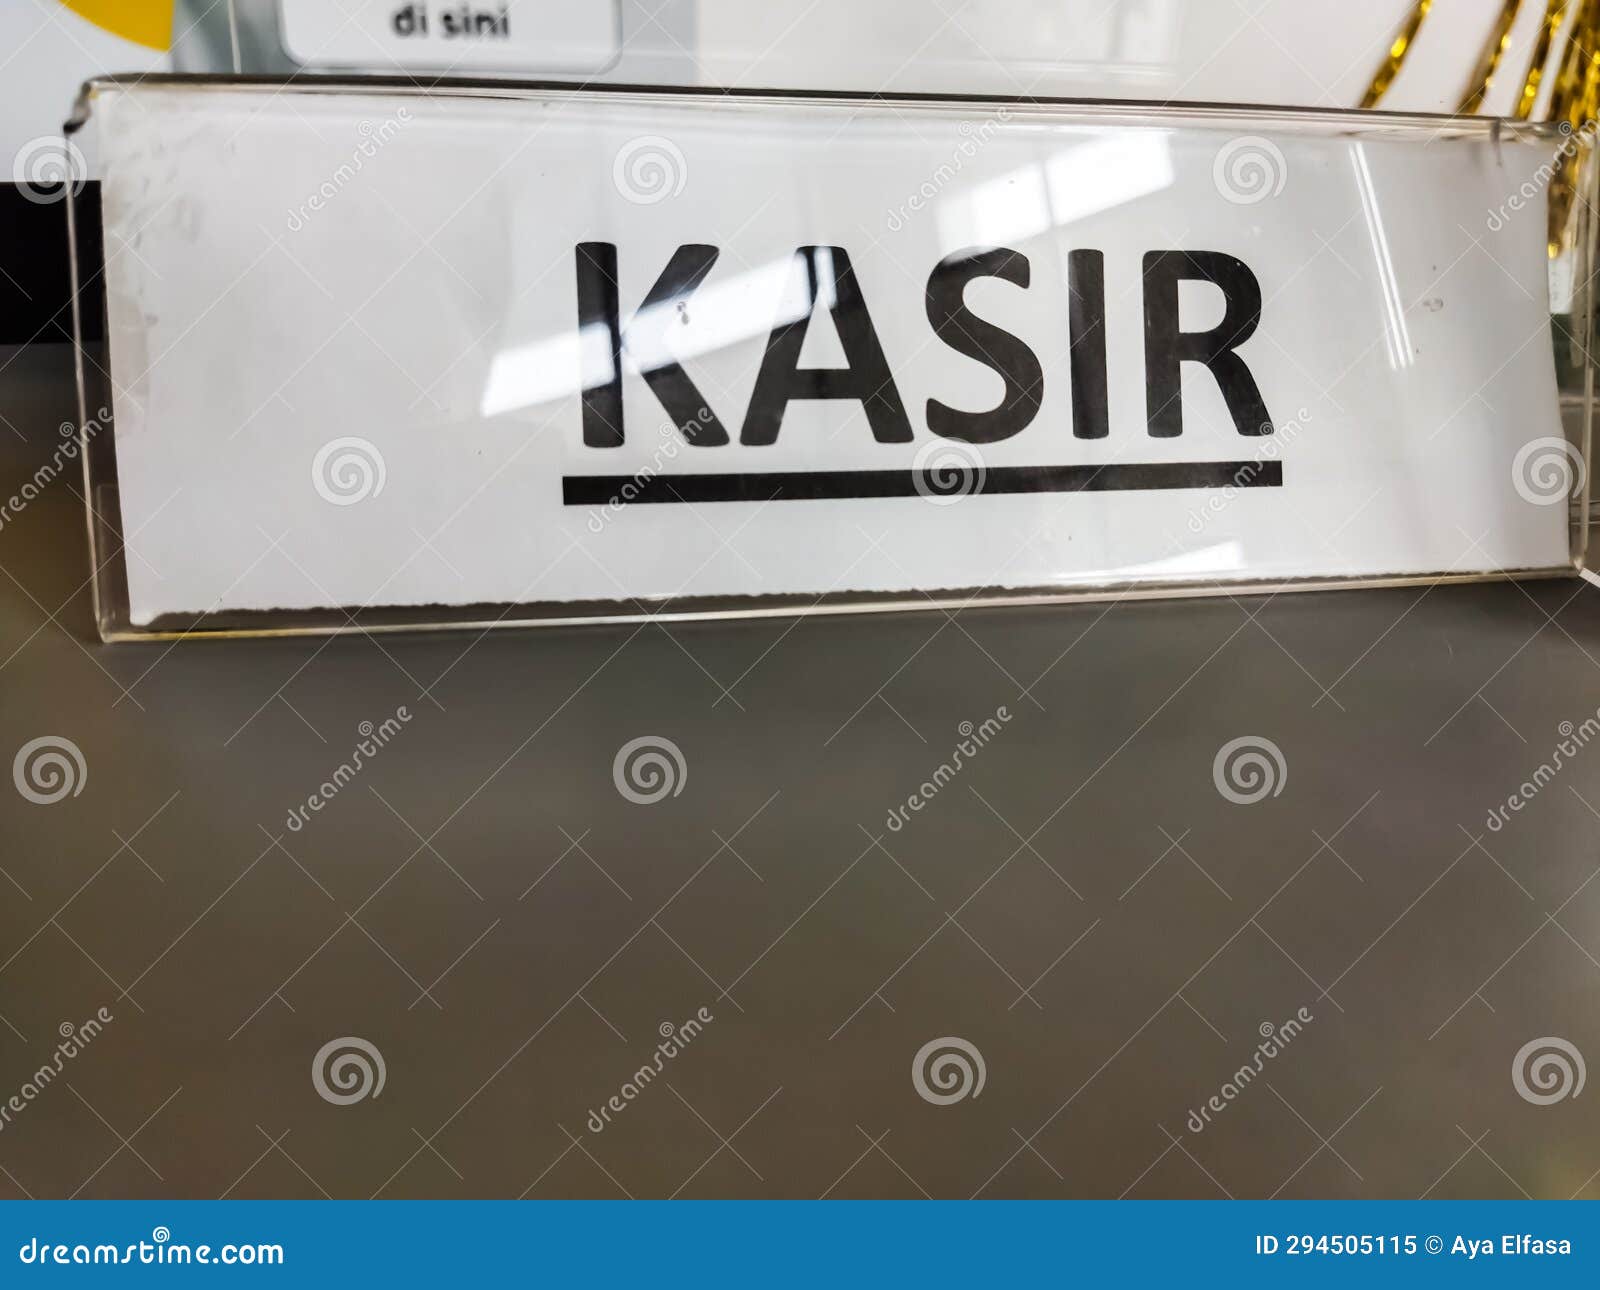 di sini
KASIR
dreamstime.com
ID 294505115 © Aya Elfasa